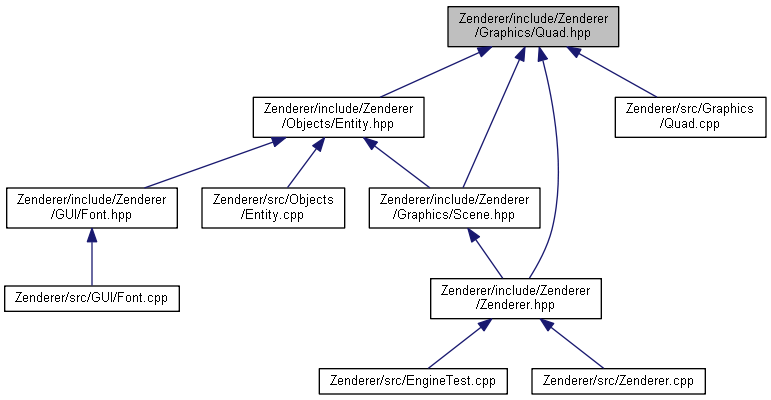 Zenderer/include/Zenderer
/Graphics/Quad.hpp
Zenderer/include/Zenderer
/Objects/Entity.hpp
Zenderer/src/Graphics
/Quad.cpp
Zenderer/include/Zenderer
/GUI/Font.hpp
Zenderer/src/Objects
/Entity.cpp
Zenderer/include/Zenderer
/Graphics/Scene.hpp
Zenderer/src/GUI/Font.cpp
Zenderer/include/Zenderer
/Zenderer.hpp
Zenderer/src/EngineTest.cpp
Zenderer/src/Zenderer.cpp